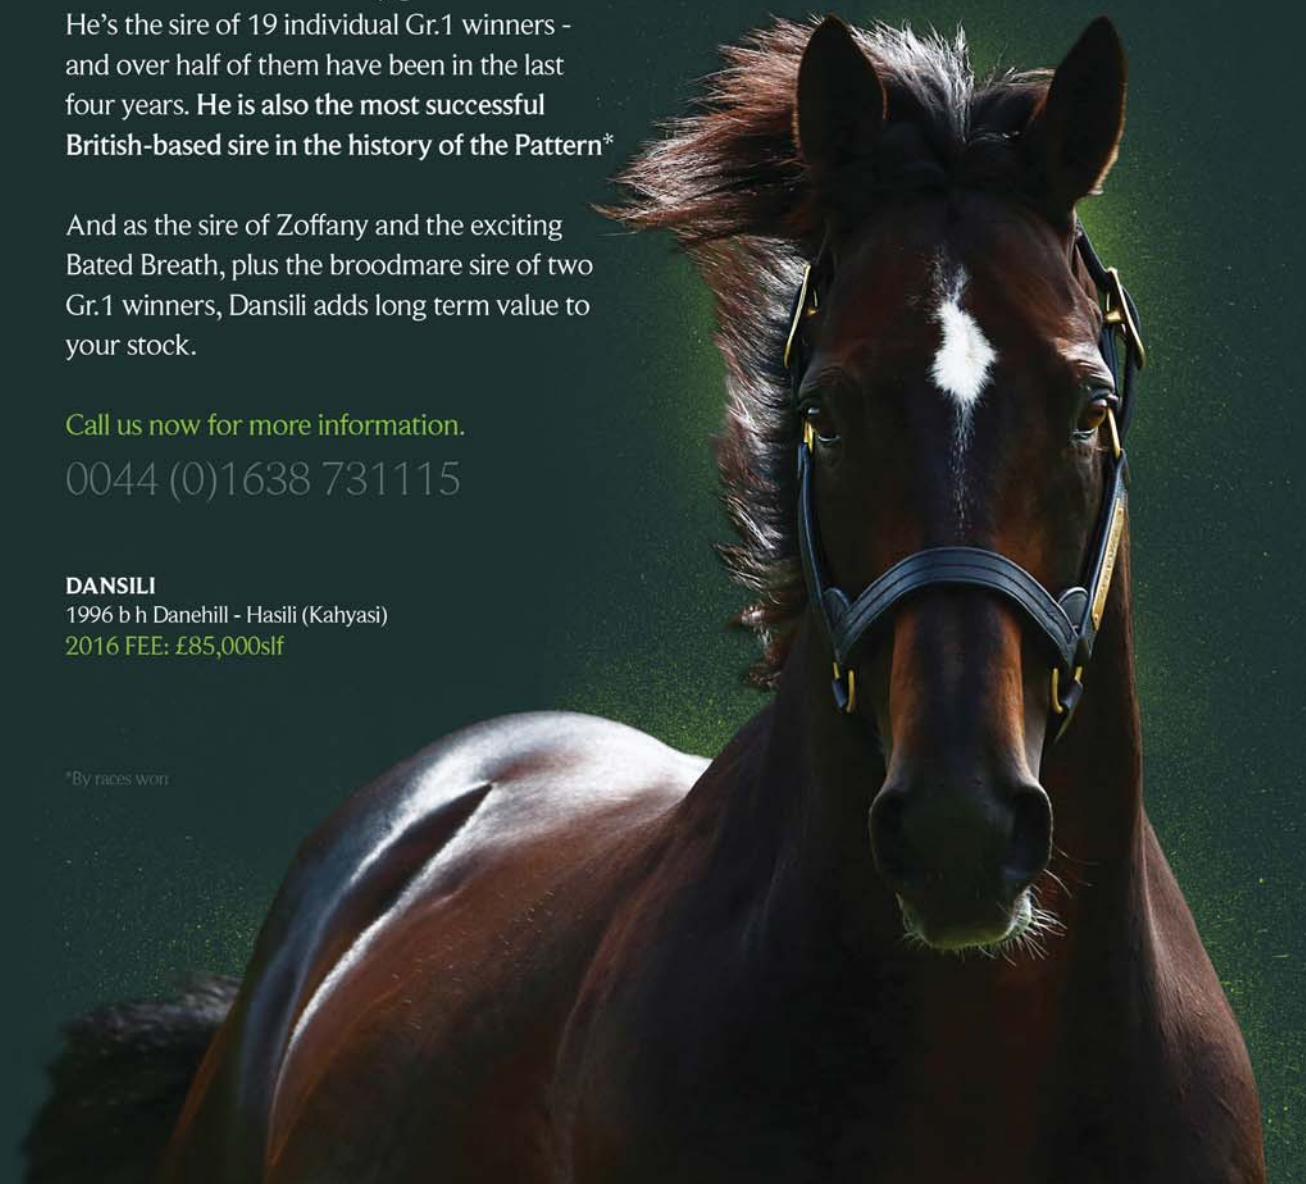 He's the sire of 19 individual Gr.1 winners -
and over half of them have been in the last
four years. He is also the most successful
British-based sire in the history of the Pattern*
And as the sire of Zoffany and the exciting
Bated Breath, plus the broodmare sire of two
Gr.1 winners, Dansili adds long term value to
your stock.
Call us now for more information.
0044 (0)1638 731115
DANSILI
1996 b h Danehill - Hasili (Kahyasi)
2016 FEE: £85,000slf
*By races won